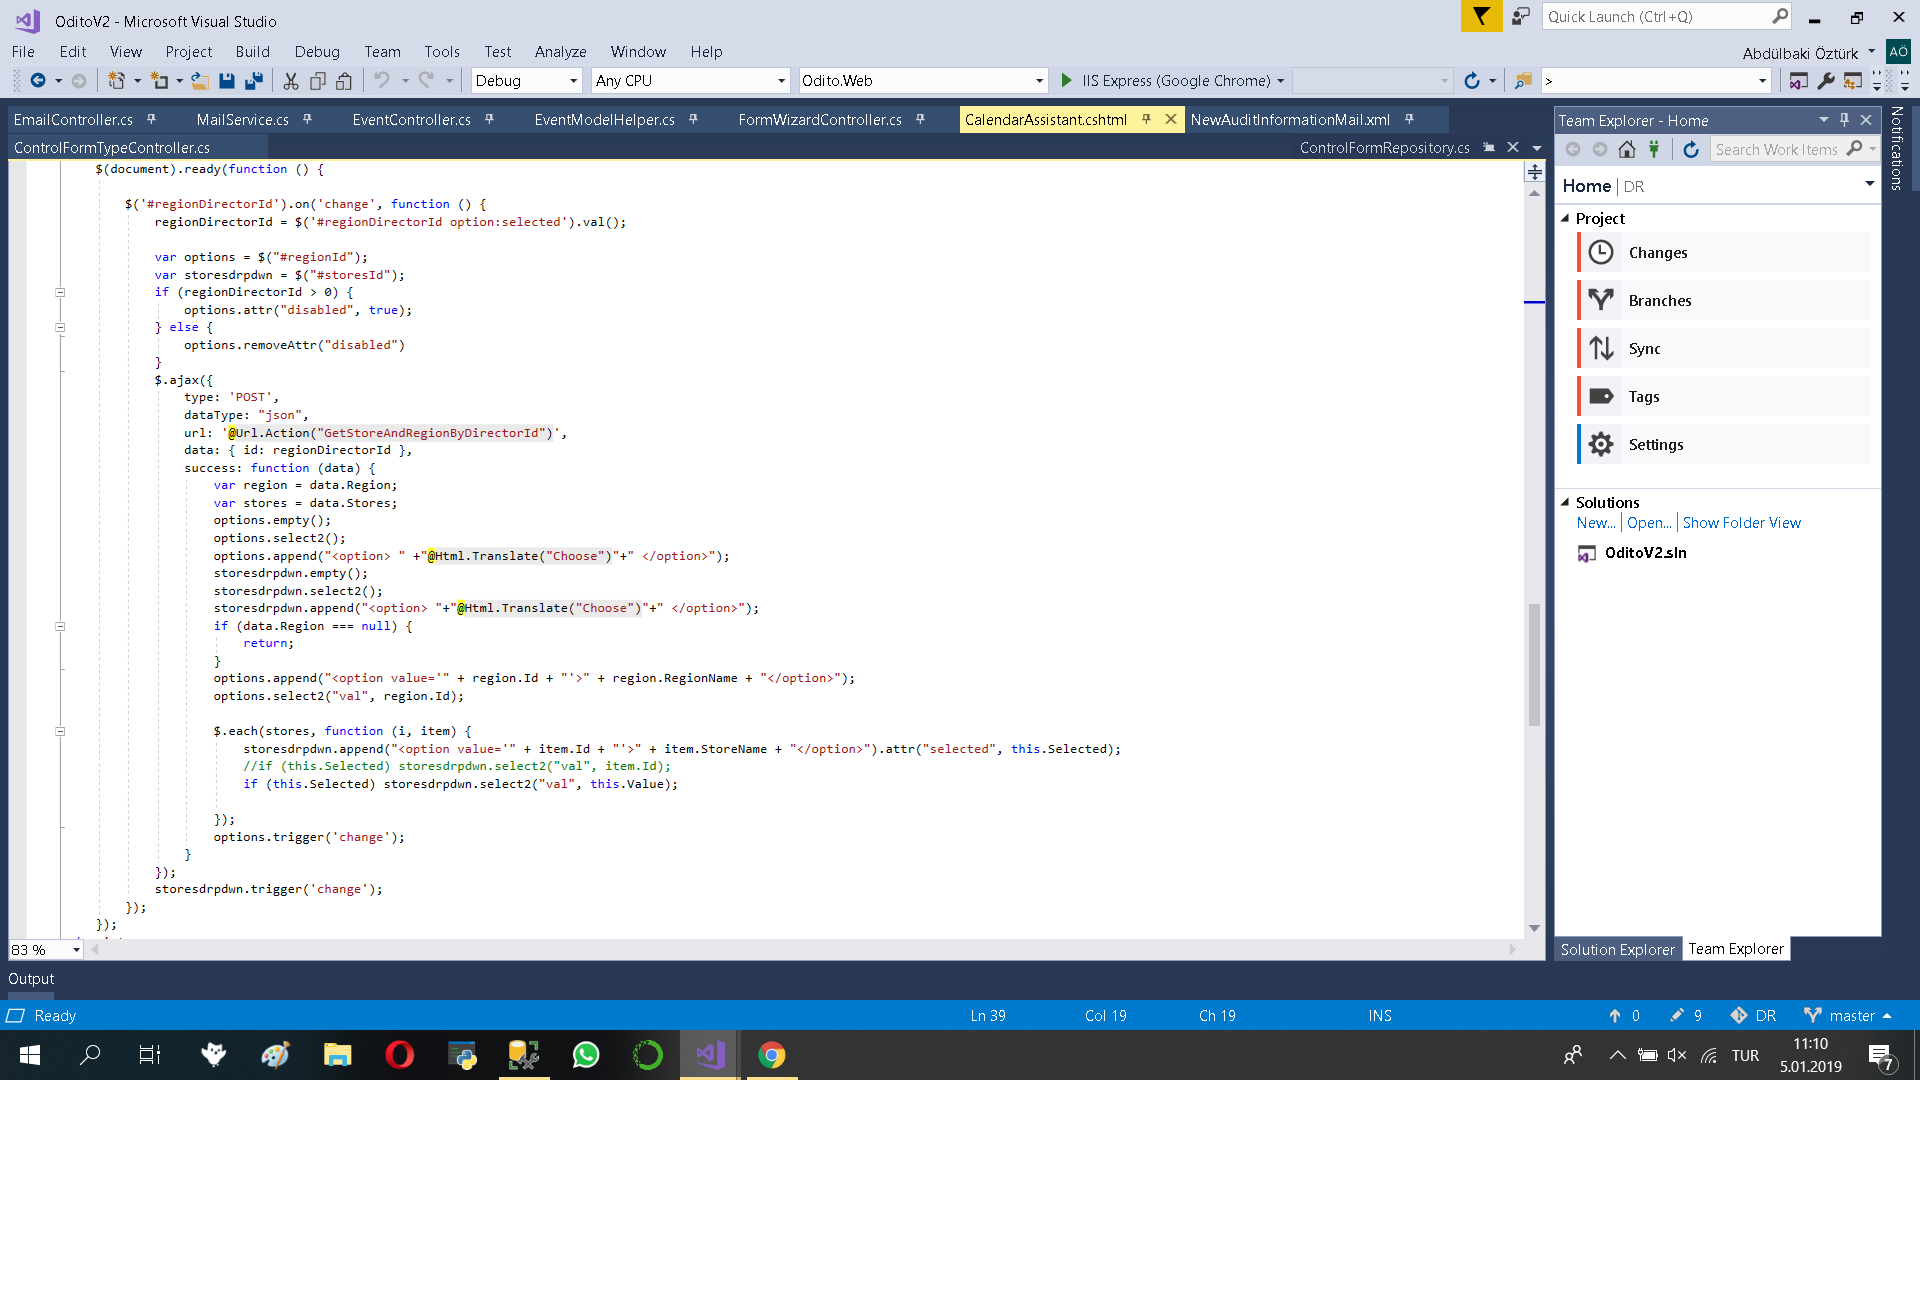 OditoV2 - Microsoft Visual Studio
Quick Launch (Ctrl+Q)
File Edit View Project Build Debug Team Tools Test Analyze Window Help
Abdülbaki Öztürk AÖ
Debug Any CPU Odito.Web IIS Express (Google Chrome) >
EmailController.cs MailService.cs EventController.cs EventModelHelper.cs FormWizardController.cs CalendarAssistant.cshtml NewAuditInformationMail.xml
ControlFormTypeController.cs ControlFormRepository.cs
$(document).ready(function () {
$('#regionDirectorId').on('change', function () {
regionDirectorId = $('#regionDirectorId option:selected').val();
var options = $("#regionId");
var storesdrpdwn = $("#storesId");
if (regionDirectorId > 0) {
options.attr("disabled", true);
} else {
options.removeAttr("disabled")
}
$.ajax({
type: 'POST',
dataType: "json",
url: '@Url.Action("GetStoreAndRegionByDirectorId")',
data: { id: regionDirectorId },
success: function (data) {
var region = data.Region;
var stores = data.Stores;
options.empty();
options.select2();
options.append("<option> " +"@Html.Translate("Choose")"+" </option>");
storesdrpdwn.empty();
storesdrpdwn.select2();
storesdrpdwn.append("<option> "+"@Html.Translate("Choose")"+" </option>");
if (data.Region === null) {
return;
}
options.append("<option value='" + region.Id + "'>" + region.RegionName + "</option>");
options.select2("val", region.Id);
$.each(stores, function (i, item) {
storesdrpdwn.append("<option value='" + item.Id + "'>" + item.StoreName + "</option>").attr("selected", this.Selected);
//if (this.Selected) storesdrpdwn.select2("val", item.Id);
if (this.Selected) storesdrpdwn.select2("val", this.Value);
});
options.trigger('change');
}
});
storesdrpdwn.trigger('change');
});
});
83 %
Output
Team Explorer - Home
Search Work Items
Home | DR
Project
Changes
Branches
Sync
Tags
Settings
Solutions
New... | Open... | Show Folder View
OditoV2.sln
Solution Explorer Team Explorer
Notifications
Ready Ln 39 Col 19 Ch 19 INS 0 9 DR master
TUR 11:10
5.01.2019
7